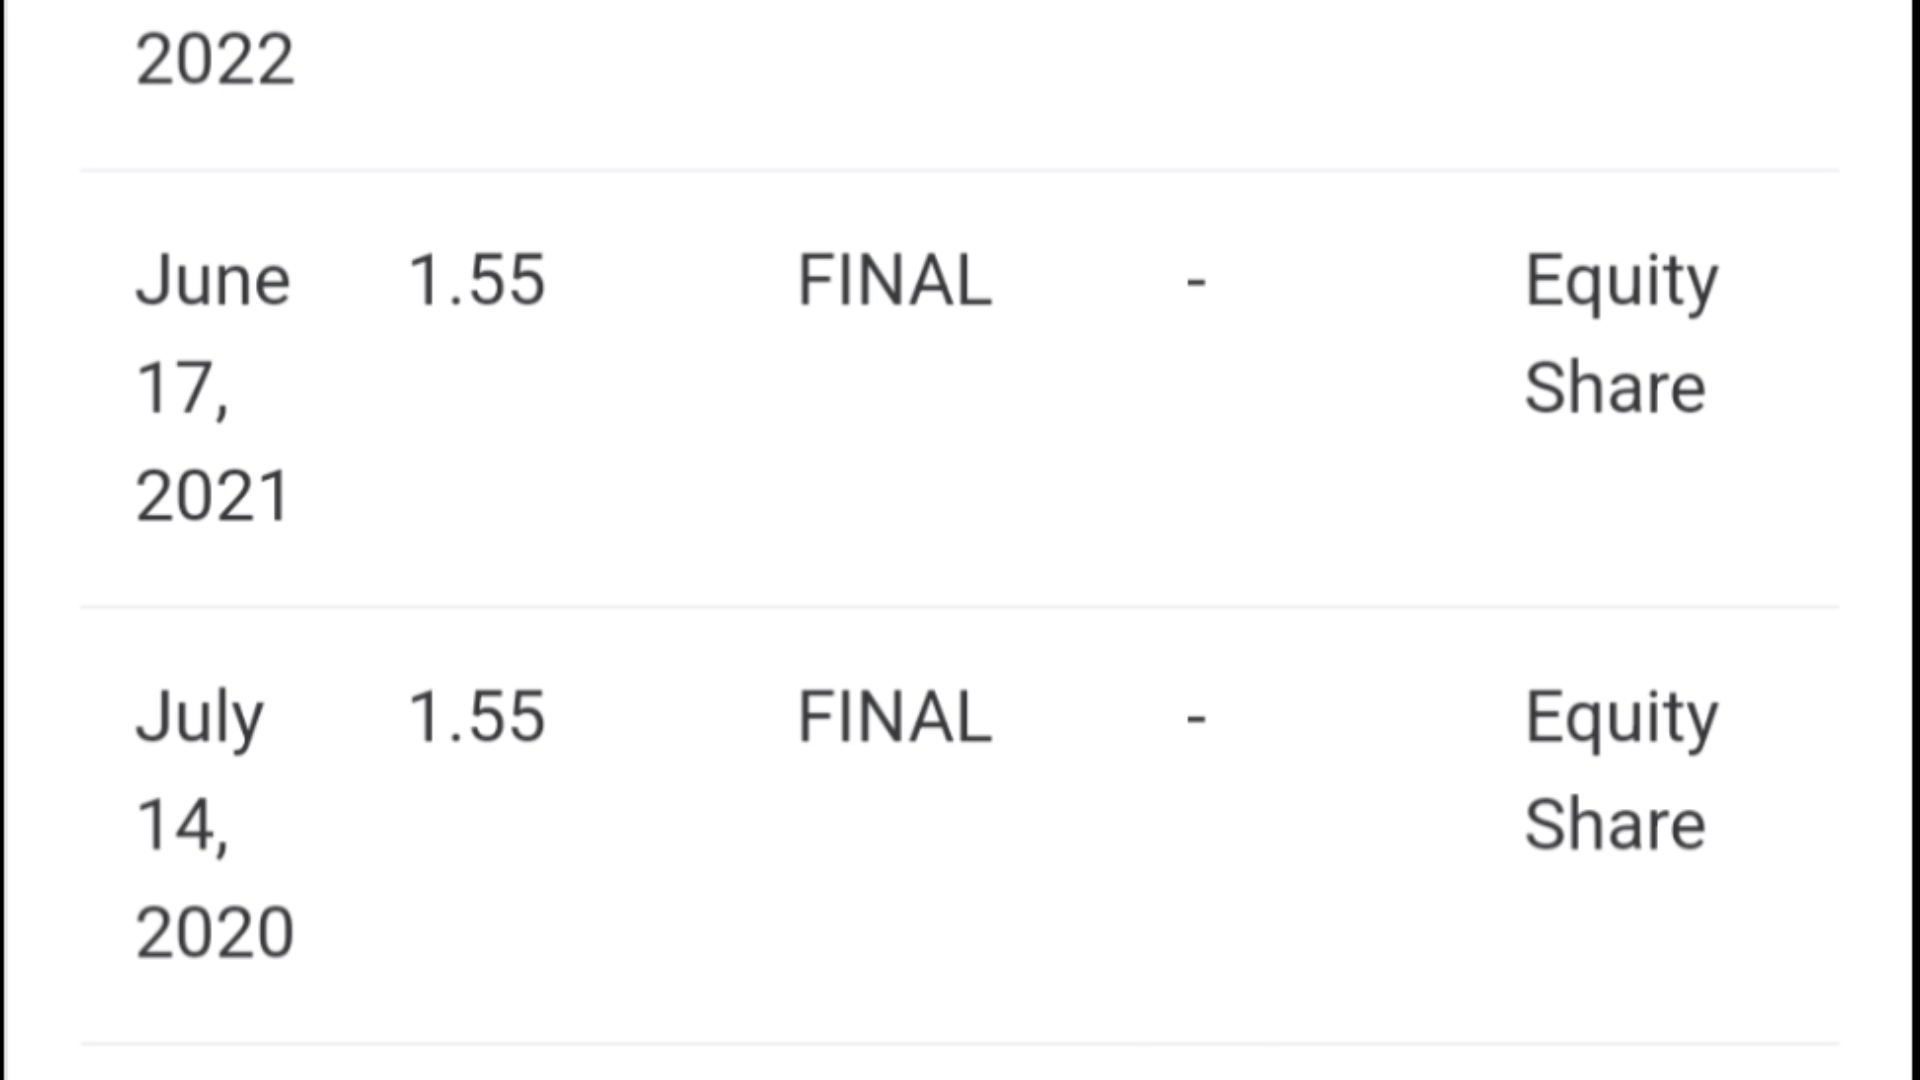 2022
June 1.55 FINAL - Equity
17, Share
2021
July 1.55 FINAL - Equity
14, Share
2020